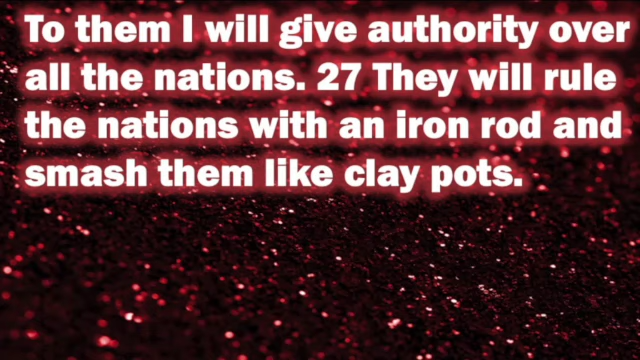 To them I will give authority over
all the nations. 27 They will rule
the nations with an iron rod and
smash them like clay pots.